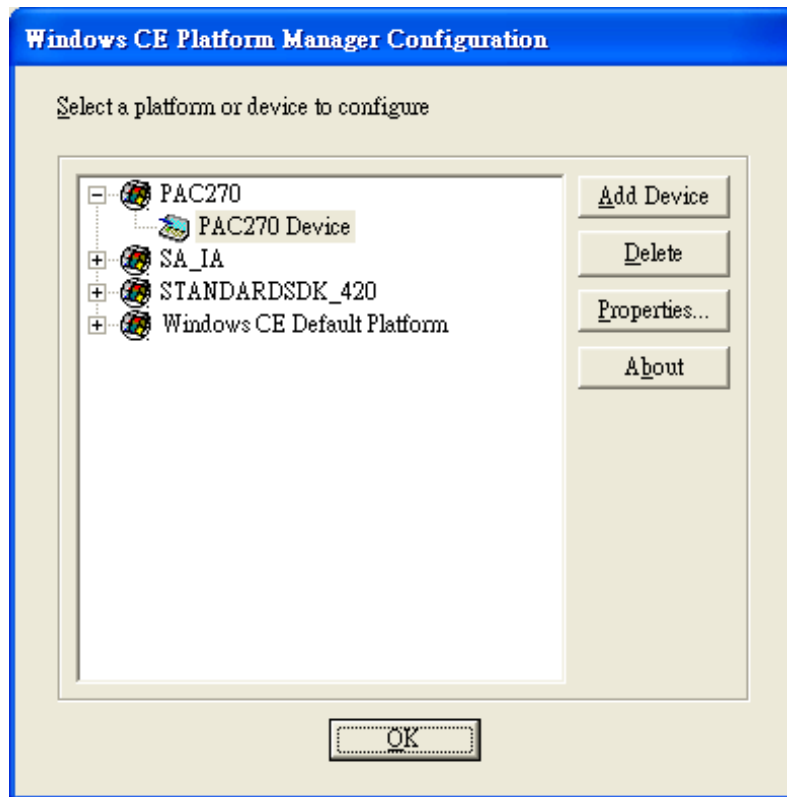 Windows CE Platform Manager Configuration
Select a platform or device to configure
PAC270
PAC270 Device
SA_IA
STANDARDSDK_420
Windows CE Default Platform
Add Device
Delete
Properties...
About
OK